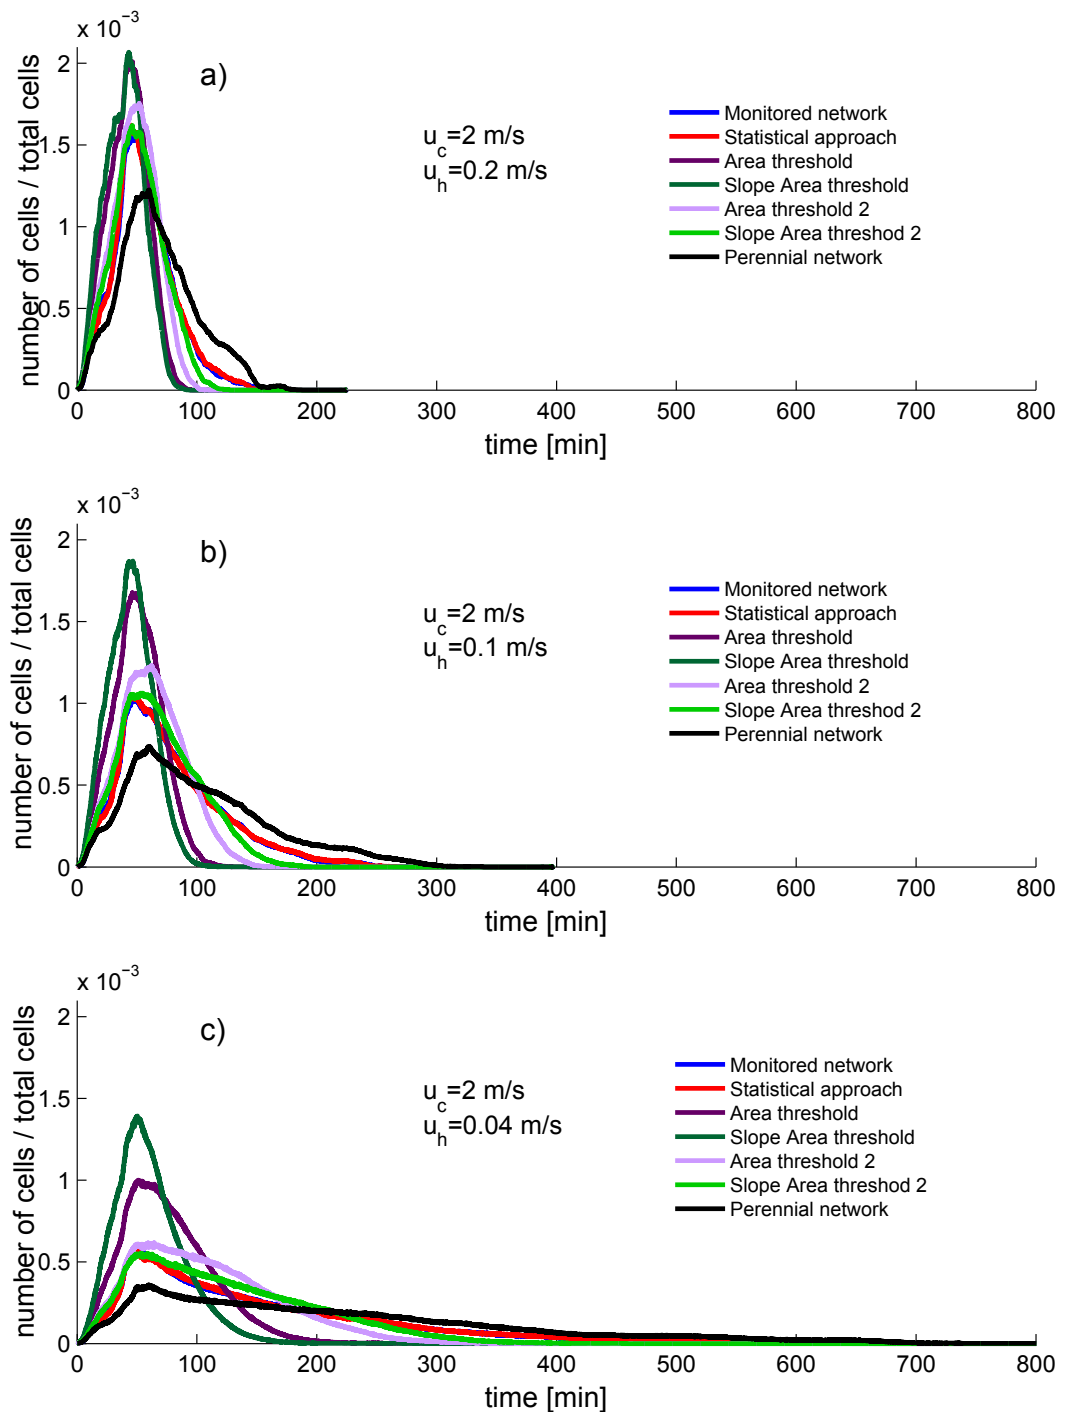 x 10⁻³
2
1.5
1
0.5
0
number of cells / total cells
a)
u_c=2 m/s
u_h=0.2 m/s
Monitored network
Statistical approach
Area threshold
Slope Area threshold
Area threshold 2
Slope Area threshod 2
Perennial network
0 100 200 300 400 500 600 700 800
time [min]
x 10⁻³
2
1.5
1
0.5
0
number of cells / total cells
b)
u_c=2 m/s
u_h=0.1 m/s
Monitored network
Statistical approach
Area threshold
Slope Area threshold
Area threshold 2
Slope Area threshod 2
Perennial network
0 100 200 300 400 500 600 700 800
time [min]
x 10⁻³
2
1.5
1
0.5
0
number of cells / total cells
c)
u_c=2 m/s
u_h=0.04 m/s
Monitored network
Statistical approach
Area threshold
Slope Area threshold
Area threshold 2
Slope Area threshod 2
Perennial network
0 100 200 300 400 500 600 700 800
time [min]